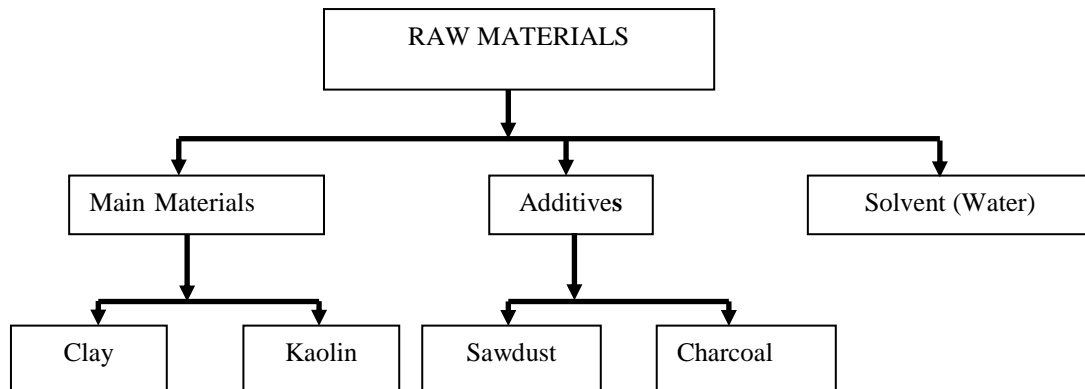 RAW MATERIALS
Main Materials
Additives
Solvent (Water)
Clay
Kaolin
Sawdust
Charcoal